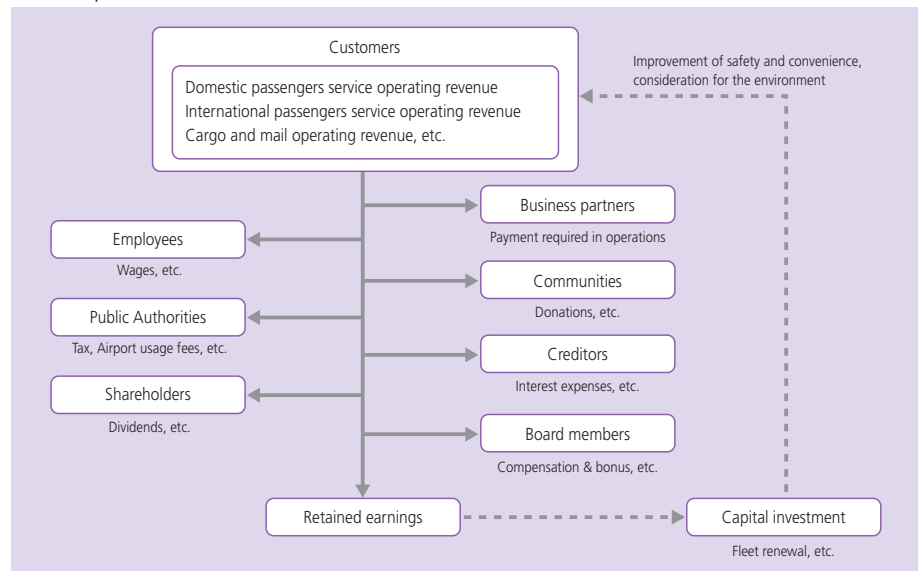 Customers
Domestic passengers service operating revenue
International passengers service operating revenue
Cargo and mail operating revenue, etc.
Improvement of safety and convenience,
consideration for the environment
Business partners
Payment required in operations
Employees
Wages, etc.
Communities
Donations, etc.
Public Authorities
Tax, Airport usage fees, etc.
Creditors
Interest expenses, etc.
Shareholders
Dividends, etc.
Board members
Compensation & bonus, etc.
Retained earnings
Capital investment
Fleet renewal, etc.